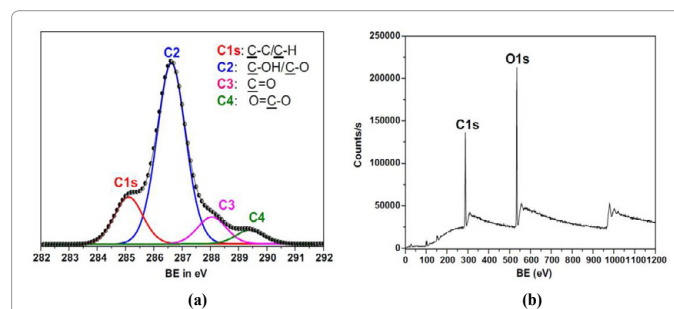 C2
C1s: C-C/C-H
C2: C-OH/C-O
C3: C=O
C4: O=C-O
C1s
C3
C4
282 283 284 285 286 287 288 289 290 291 292
BE in eV
(a)
250000
200000
150000
100000
50000
0
Counts/s
O1s
C1s
0 100 200 300 400 500 600 700 800 900 1000 1100 1200
BE (eV)
(b)